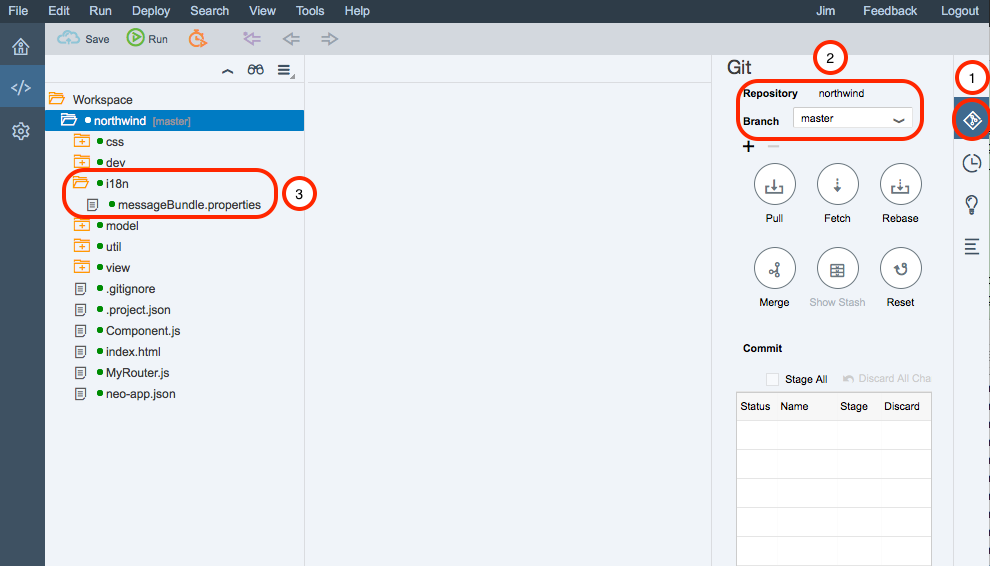 File Edit Run Deploy Search View Tools Help Jim Feedback Logout
Save Run
Git
2
1
Repository northwind
Branch master
Workspace
northwind [master]
css
dev
i18n
messageBundle.properties
3
model
util
view
.gitignore
.project.json
Component.js
index.html
MyRouter.js
neo-app.json
Pull Fetch Rebase
Merge Show Stash Reset
Commit
Stage All Discard All Cha
Status Name Stage Discard